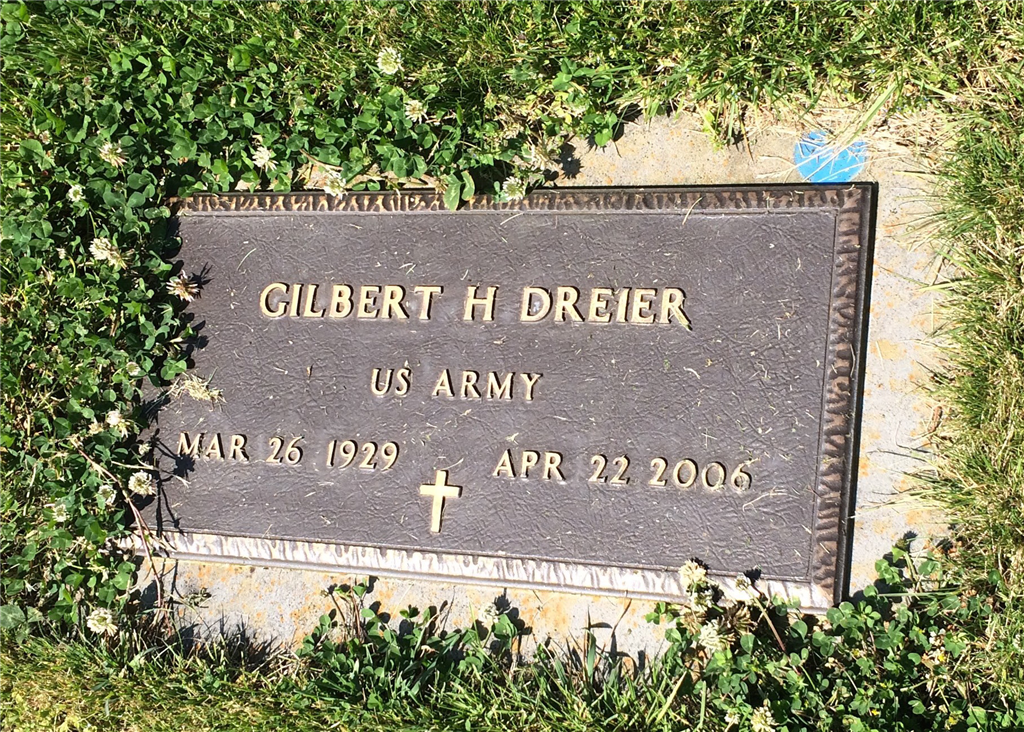 GILBERT H DREIER
US ARMY
MAR 26 1929 APR 22 2006